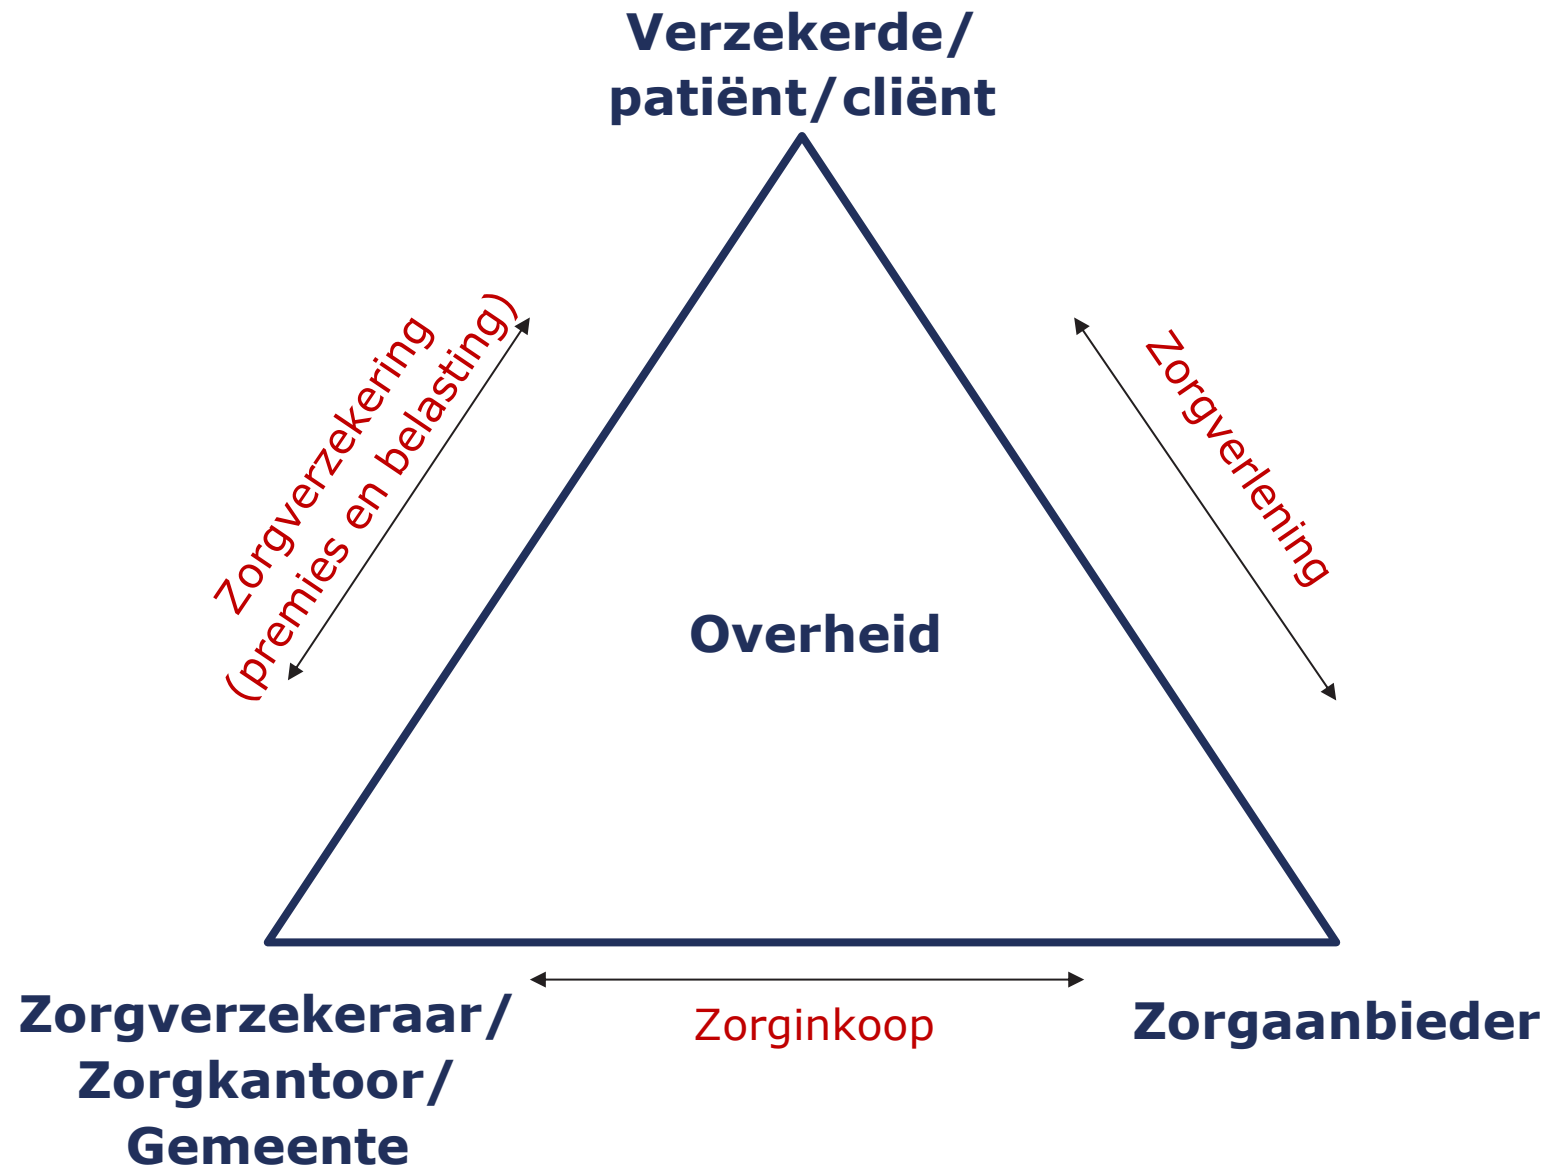 Verzekerde/
patiënt/cliënt
Zorgverzekering
(premies en belasting)
Zorgverlening
Overheid
Zorgverzekeraar/
Zorgkantoor/
Gemeente
Zorginkoop
Zorgaanbieder